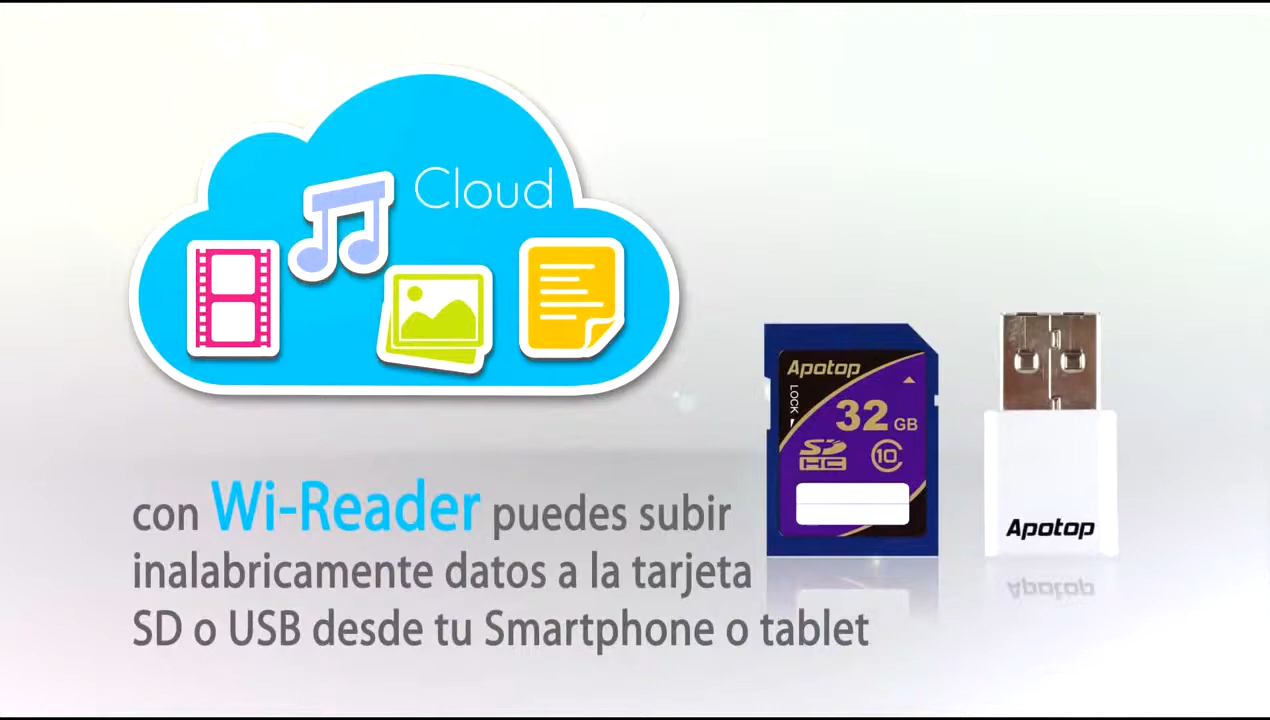 Cloud
Apotop
LOCK
32 GB
SD
HC
10
Apotop
con Wi-Reader puedes subir
inalabricamente datos a la tarjeta
SD o USB desde tu Smartphone o tablet